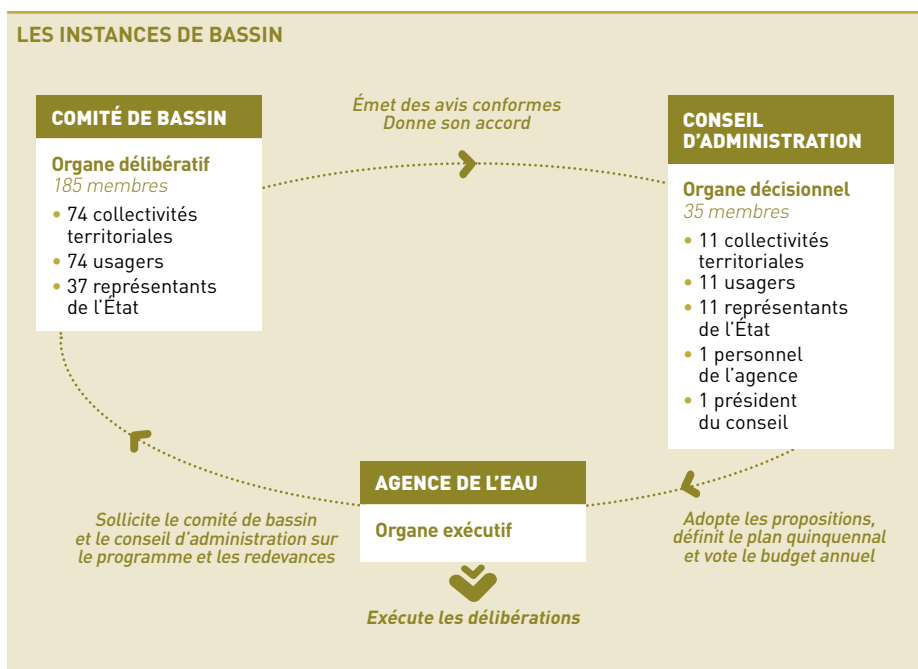 LES INSTANCES DE BASSIN
COMITÉ DE BASSIN
Organe délibératif
185 membres
• 74 collectivités
territoriales
• 74 usagers
• 37 représentants
de l'État
Émet des avis conformes
Donne son accord
CONSEIL
D'ADMINISTRATION
Organe décisionnel
35 membres
• 11 collectivités
territoriales
• 11 usagers
• 11 représentants
de l'État
• 1 personnel
de l'agence
• 1 président
du conseil
AGENCE DE L'EAU
Organe exécutif
Sollicite le comité de bassin
et le conseil d'administration sur
le programme et les redevances
Adopte les propositions,
définit le plan quinquennal
et vote le budget annuel
Exécute les délibérations